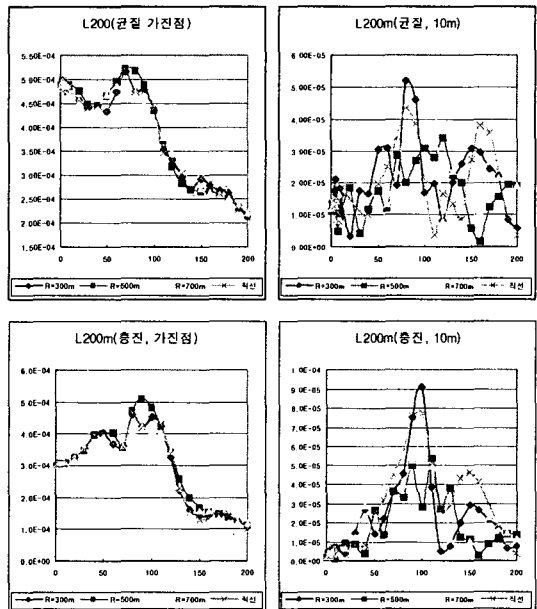 L200(균질 가진점)
5.50E-04
5.00E-04
4.50E-04
4.00E-04
3.50E-04
3.00E-04
2.50E-04
2.00E-04
1.50E-04
0 50 100 150 200
R=300m R=600m R=700m 직선
L200m(균질, 10m)
6.00E-05
5.00E-05
4.00E-05
3.00E-05
2.00E-05
1.00E-05
0.00E+00
0 50 100 150 200
R=300m R=500m R=700m 직선
L200m(충진, 가진점)
6.0E-04
5.0E-04
4.0E-04
3.0E-04
2.0E-04
1.0E-04
0.0E+00
0 50 100 150 200
R=300m R=500m R=700m 직선
L200m(충진, 10m)
1.0E-04
9.0E-05
8.0E-05
7.0E-05
6.0E-05
5.0E-05
4.0E-05
3.0E-05
2.0E-05
1.0E-05
0.0E+00
0 50 100 150 200
R=300m R=500m R=700m 직선